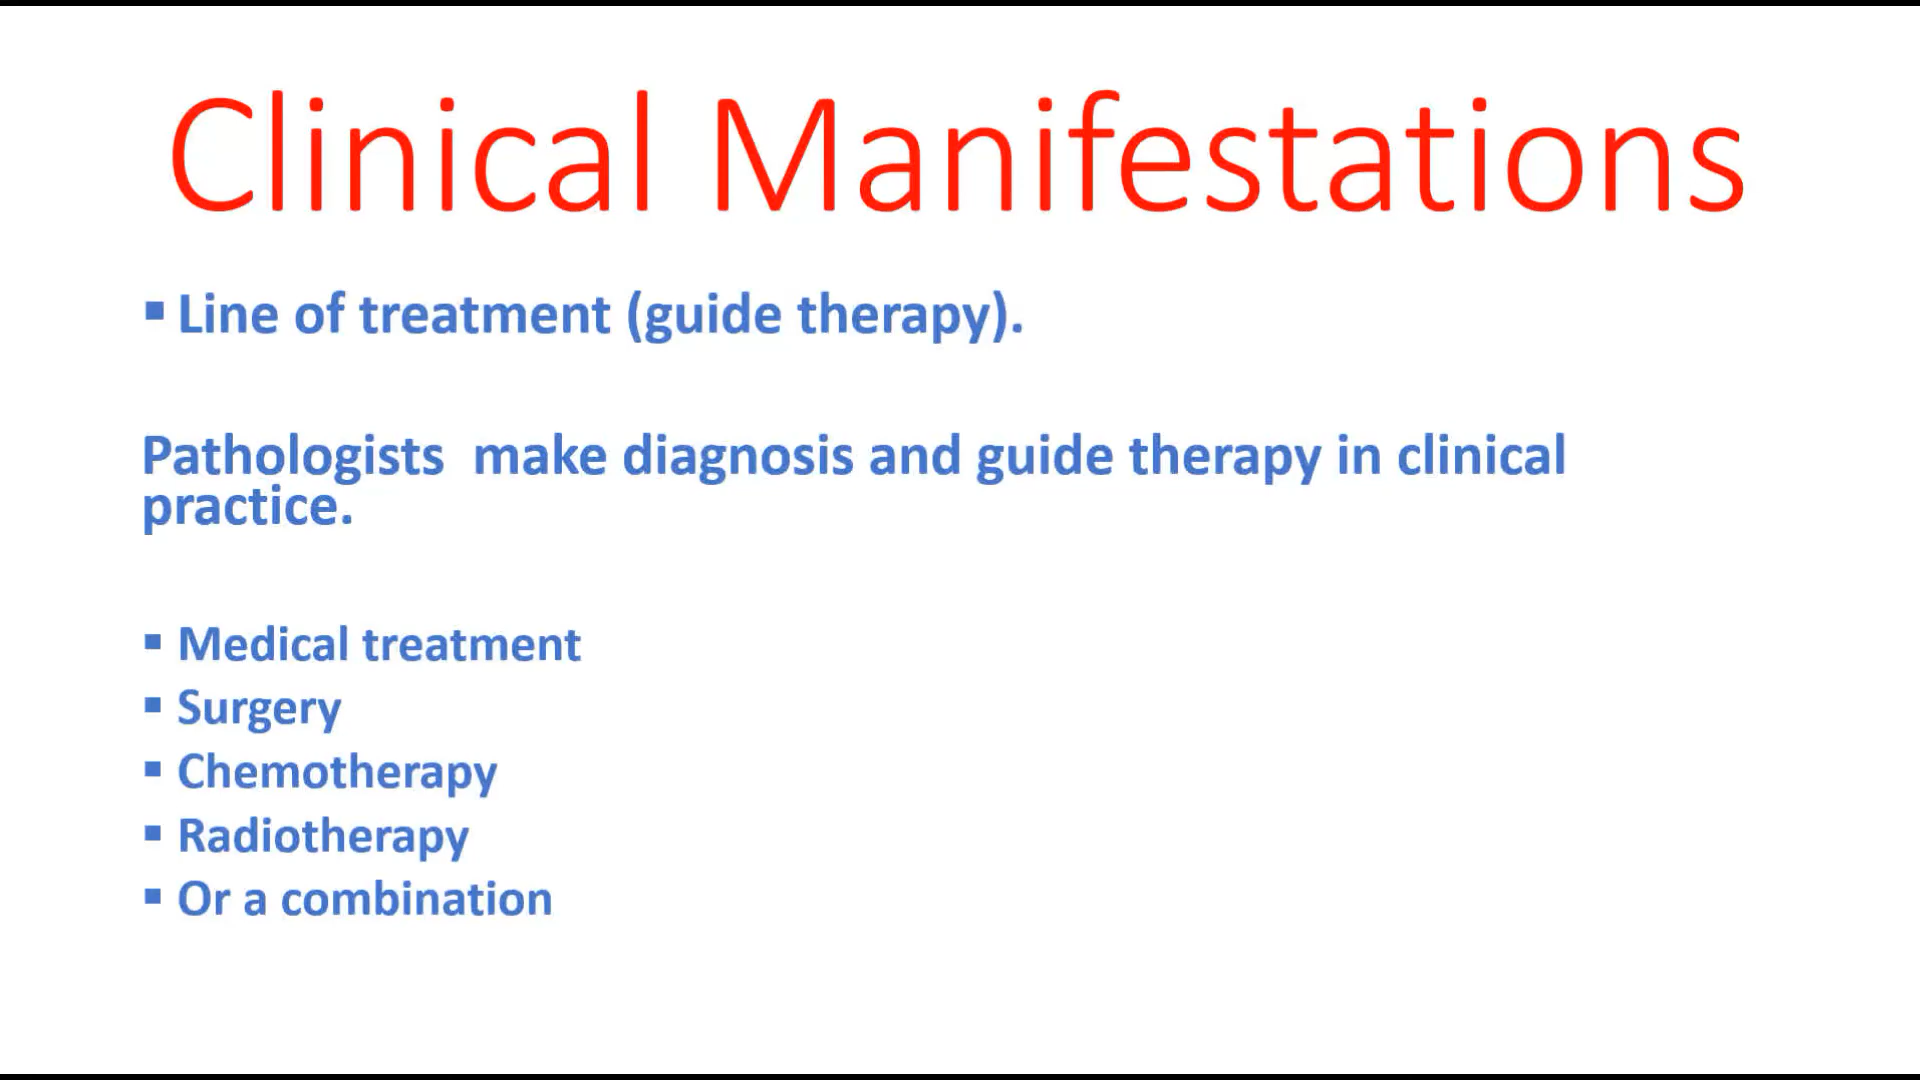 Clinical Manifestations
▪ Line of treatment (guide therapy).
Pathologists  make diagnosis and guide therapy in clinical
practice.
▪ Medical treatment
▪ Surgery
▪ Chemotherapy
▪ Radiotherapy
▪ Or a combination